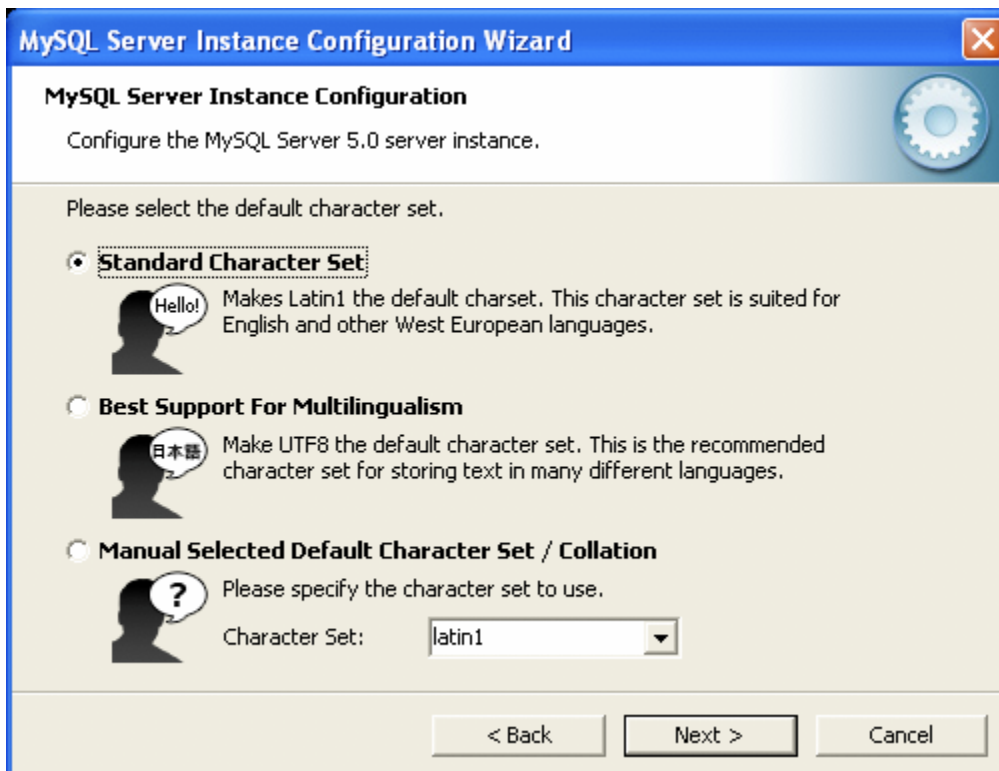 MySQL Server Instance Configuration Wizard
MySQL Server Instance Configuration
Configure the MySQL Server 5.0 server instance.
Please select the default character set.
Standard Character Set
Hello!
Makes Latin1 the default charset. This character set is suited for
English and other West European languages.
Best Support For Multilingualism
日本語
Make UTF8 the default character set. This is the recommended
character set for storing text in many different languages.
Manual Selected Default Character Set / Collation
?
Please specify the character set to use.
Character Set:
latin1
< Back
Next >
Cancel